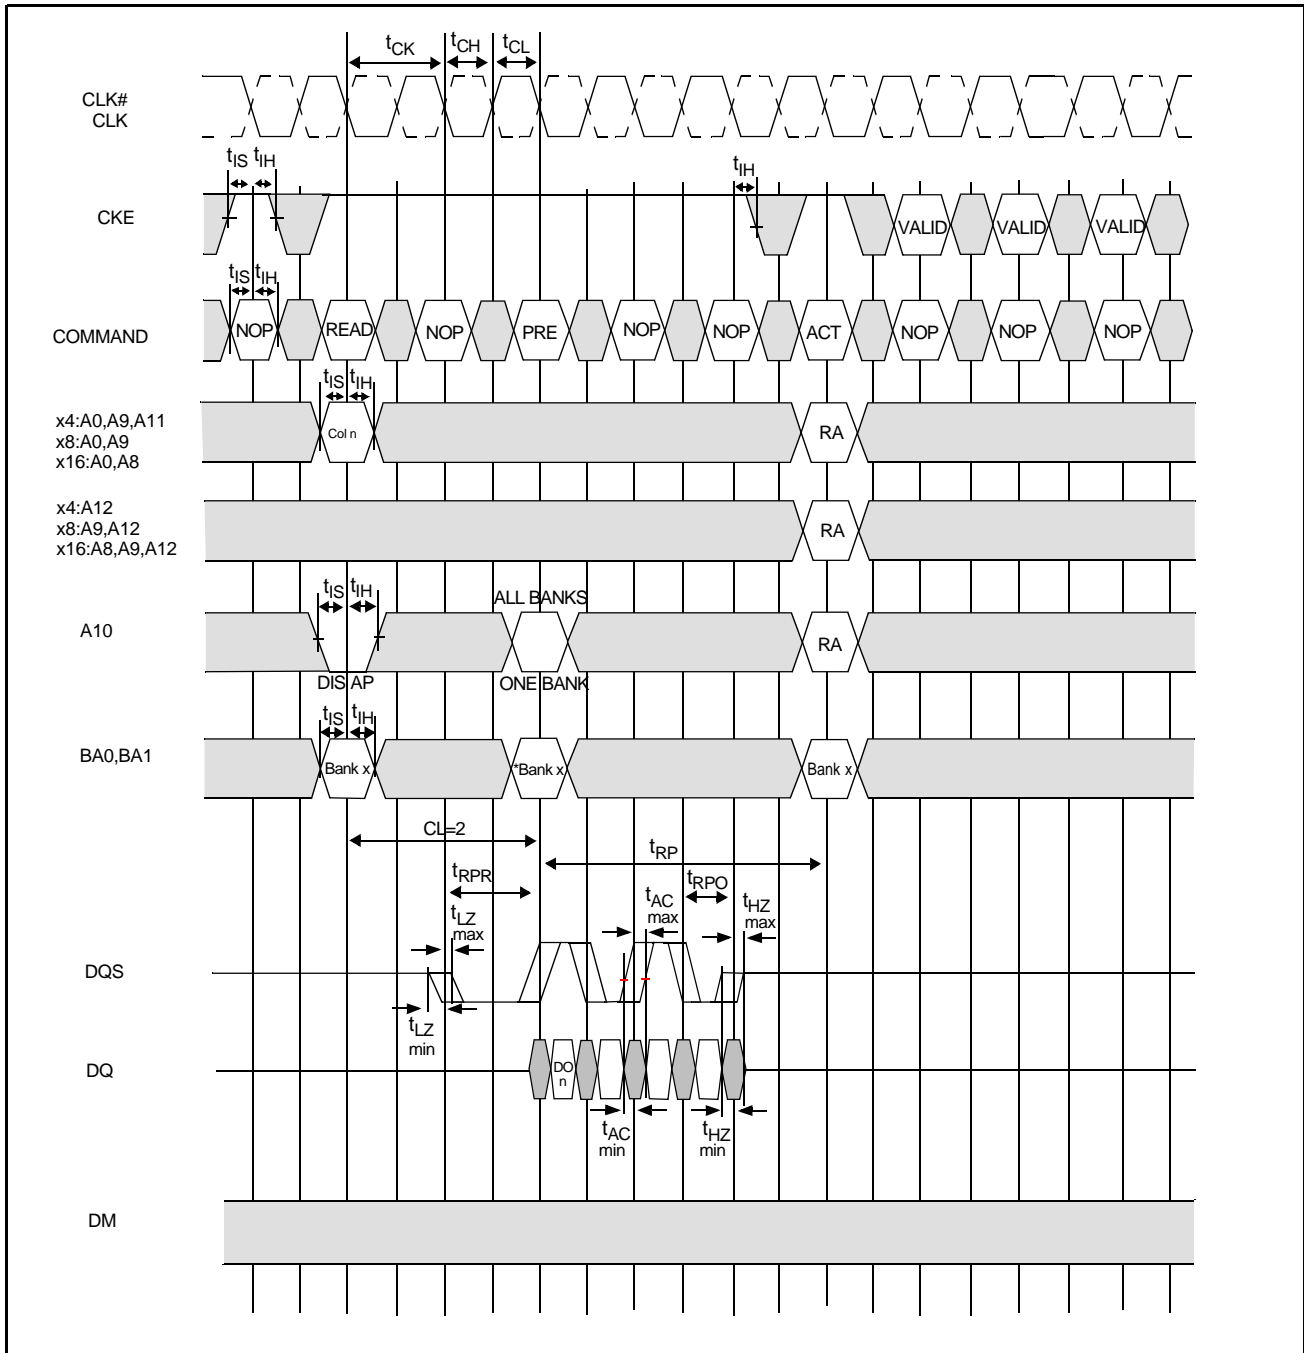 tCK tCH tCL
CLK#
CLK
tIS tIH tIH
CKE VALID VALID VALID
tIS tIH
COMMAND NOP READ NOP PRE NOP NOP ACT NOP NOP NOP
tIS tIH
x4:A0,A9,A11
x8:A0,A9
x16:A0,A8
Col n RA
x4:A12
x8:A9,A12
x16:A8,A9,A12
RA
tIS tIH ALL BANKS
A10 RA
DIS AP ONE BANK
tIS tIH
BA0,BA1 Bank x *Bank x Bank x
CL=2
tRP
tRPR tRPO
tLZ max tAC max tHZ max
DQS
tLZ min
DQ DO n
tAC min tHZ min
DM